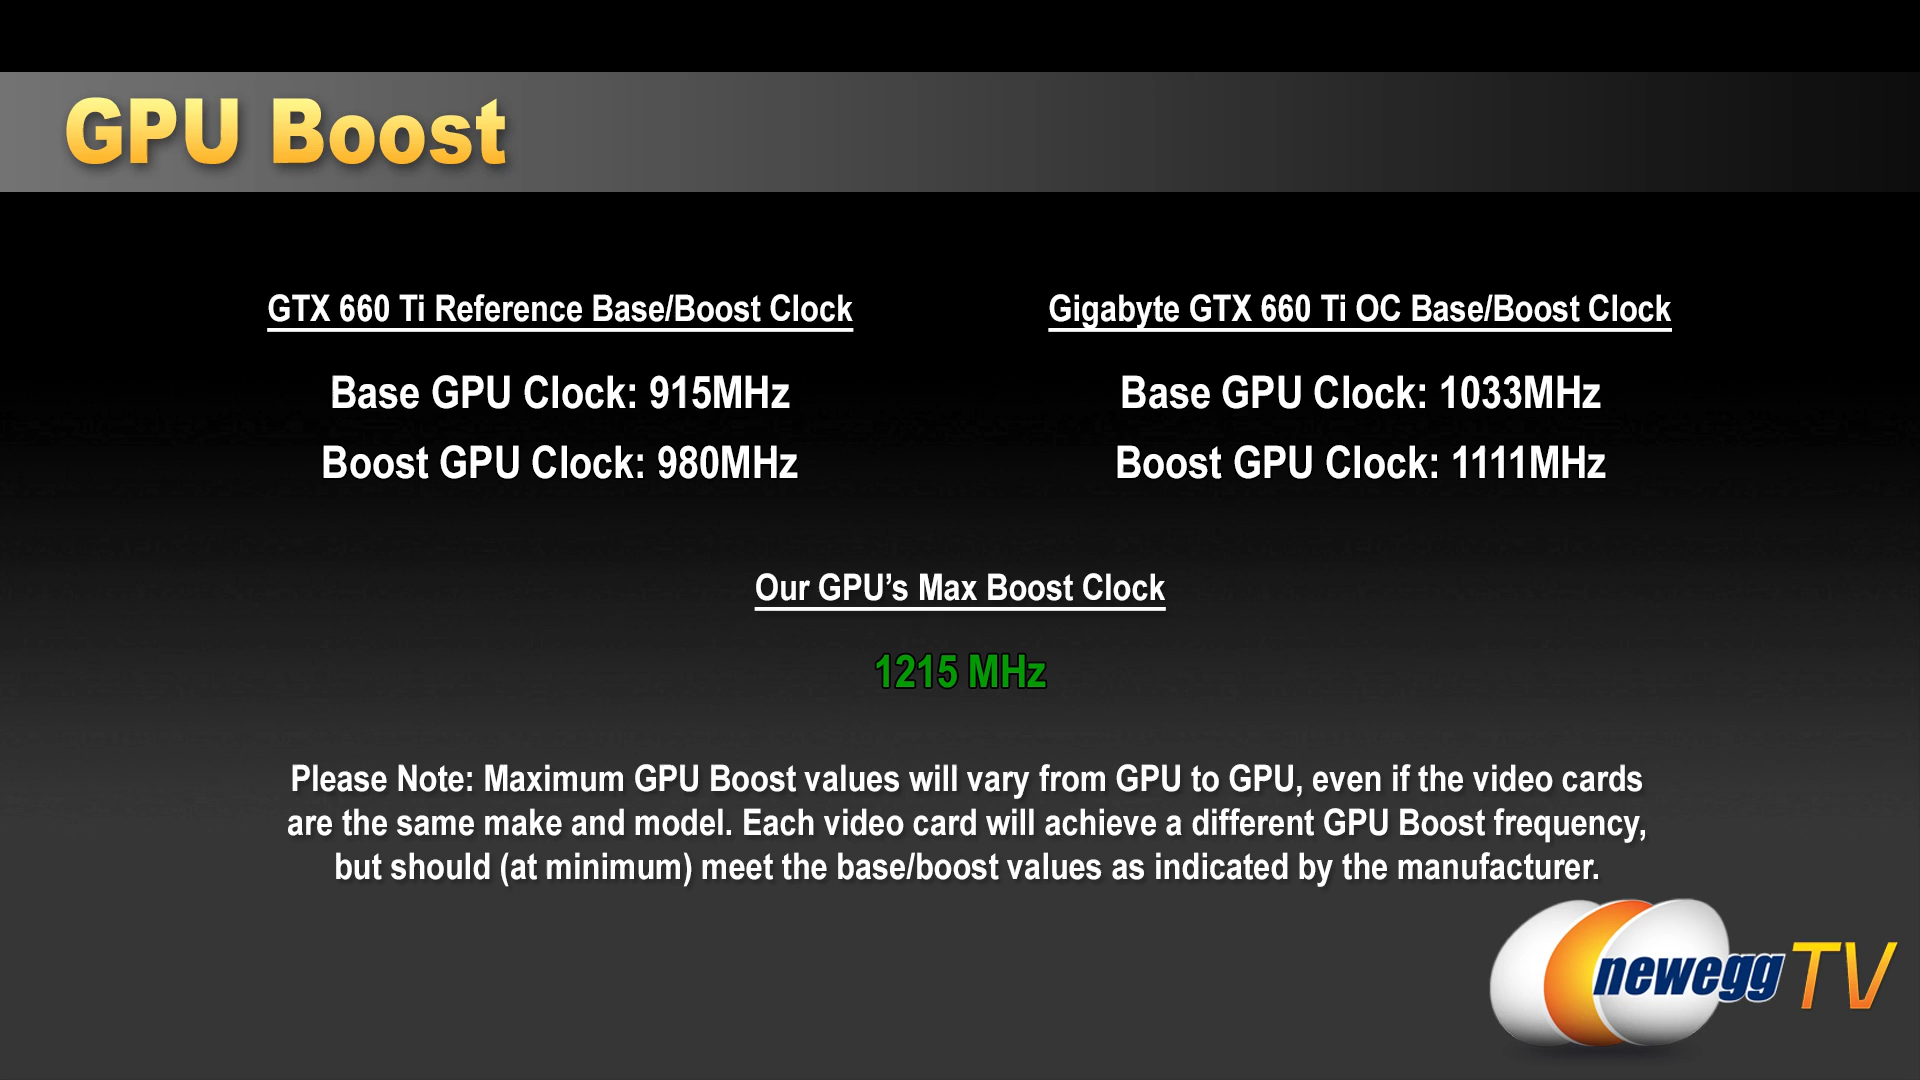 GPU Boost
GTX 660 Ti Reference Base/Boost Clock
Base GPU Clock: 915MHz
Boost GPU Clock: 980MHz
Gigabyte GTX 660 Ti OC Base/Boost Clock
Base GPU Clock: 1033MHz
Boost GPU Clock: 1111MHz
Our GPU’s Max Boost Clock
1215 MHz
Please Note: Maximum GPU Boost values will vary from GPU to GPU, even if the video cards
are the same make and model. Each video card will achieve a different GPU Boost frequency,
but should (at minimum) meet the base/boost values as indicated by the manufacturer.
newegg TV